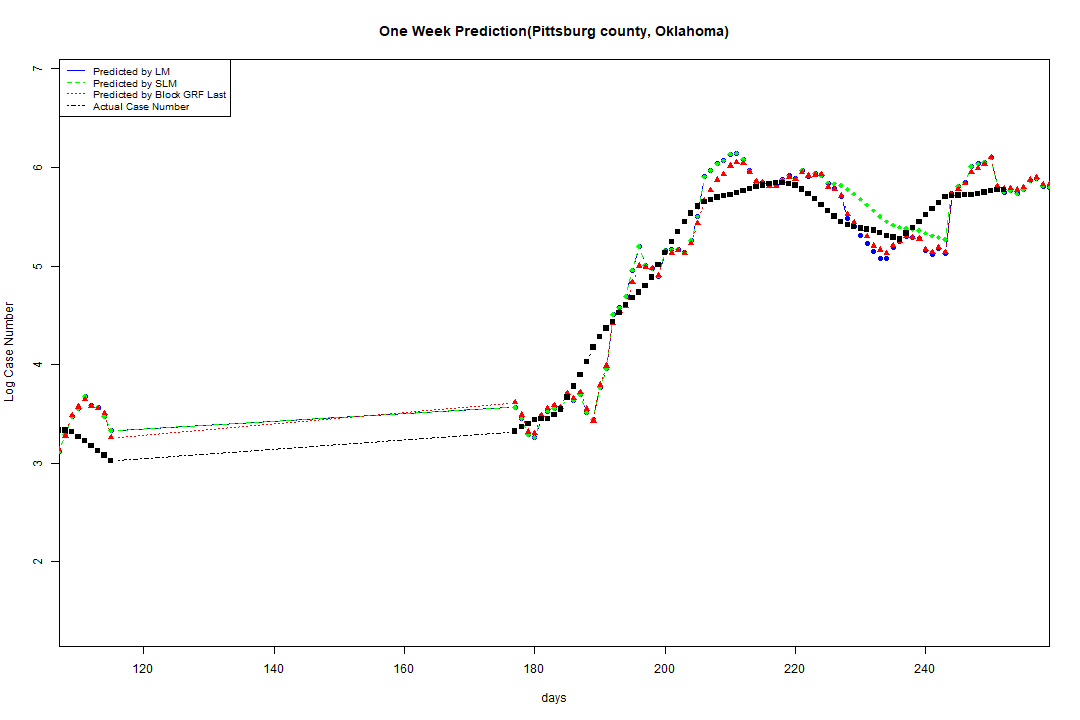 One Week Prediction(Pittsburg county, Oklahoma)
Predicted by LM
Predicted by SLM
Predicted by Block GRF Last
Actual Case Number
7
6
5
4
3
2
Log Case Number
120 140 160 180 200 220 240
days